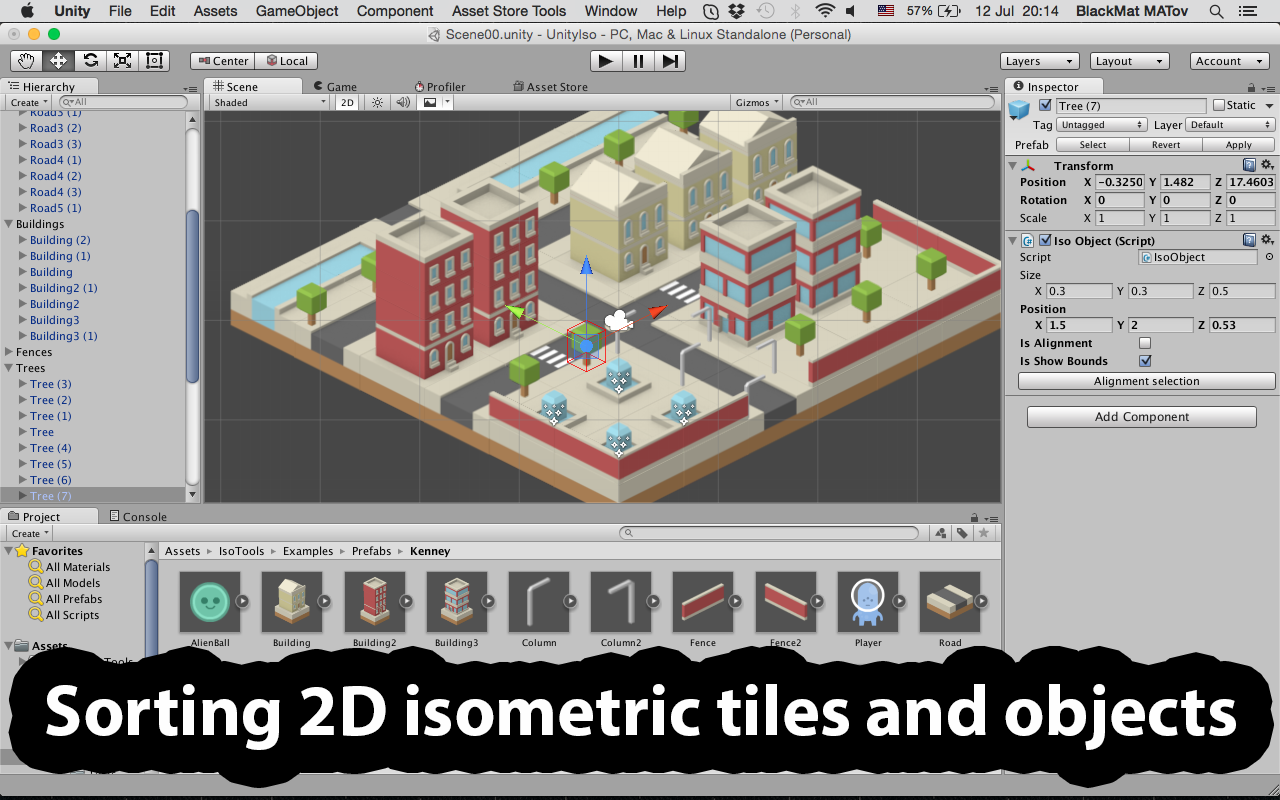 Unity File Edit Assets GameObject Component Asset Store Tools Window Help 57% 12 Jul 20:14 BlackMat MATov
Scene00.unity - UnityIso - PC, Mac & Linux Standalone (Personal)
Center Local Layers Layout Account
Hierarchy
Create All
Road3 (1)
Road3 (2)
Road3 (3)
Road4 (1)
Road4 (2)
Road4 (3)
Road5 (1)
Buildings
Building (2)
Building (1)
Building
Building2 (1)
Building2
Building3
Building3 (1)
Fences
Trees
Tree (3)
Tree (2)
Tree (1)
Tree
Tree (4)
Tree (5)
Tree (6)
Tree (7)
Scene Game Profiler Asset Store
Shaded 2D Gizmos All
Inspector
Tree (7) Static
Tag Untagged Layer Default
Prefab Select Revert Apply
Transform
Position X -0.3250 Y 1.482 Z 17.4603
Rotation X 0 Y 0 Z 0
Scale X 1 Y 1 Z 1
Iso Object (Script)
Script IsoObject
Size
X 0.3 Y 0.3 Z 0.5
Position
X 1.5 Y 2 Z 0.53
Is Alignment
Is Show Bounds
Alignment selection
Add Component
Project Console
Create
Favorites
All Materials
All Models
All Prefabs
All Scripts
Assets
Assets IsoTools Examples Prefabs Kenney
AlienBall Building Building2 Building3 Column Column2 Fence Fence2 Player Road
Sorting 2D isometric tiles and objects